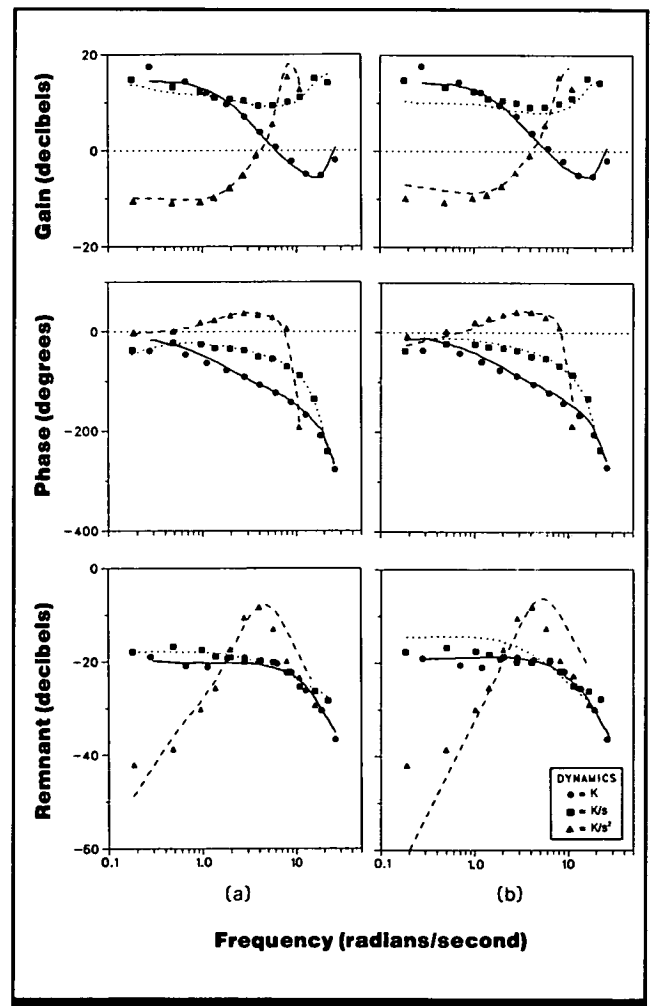 Gain (decibels)
20
0
-20
Phase (degrees)
0
-200
-400
Remnant (decibels)
0
-20
-40
-60
0.1
1.0
10
0.1
1.0
10
DYNAMICS
● = K
■ = K/s
▲ = K/s²
(a)
(b)
Frequency (radians/second)